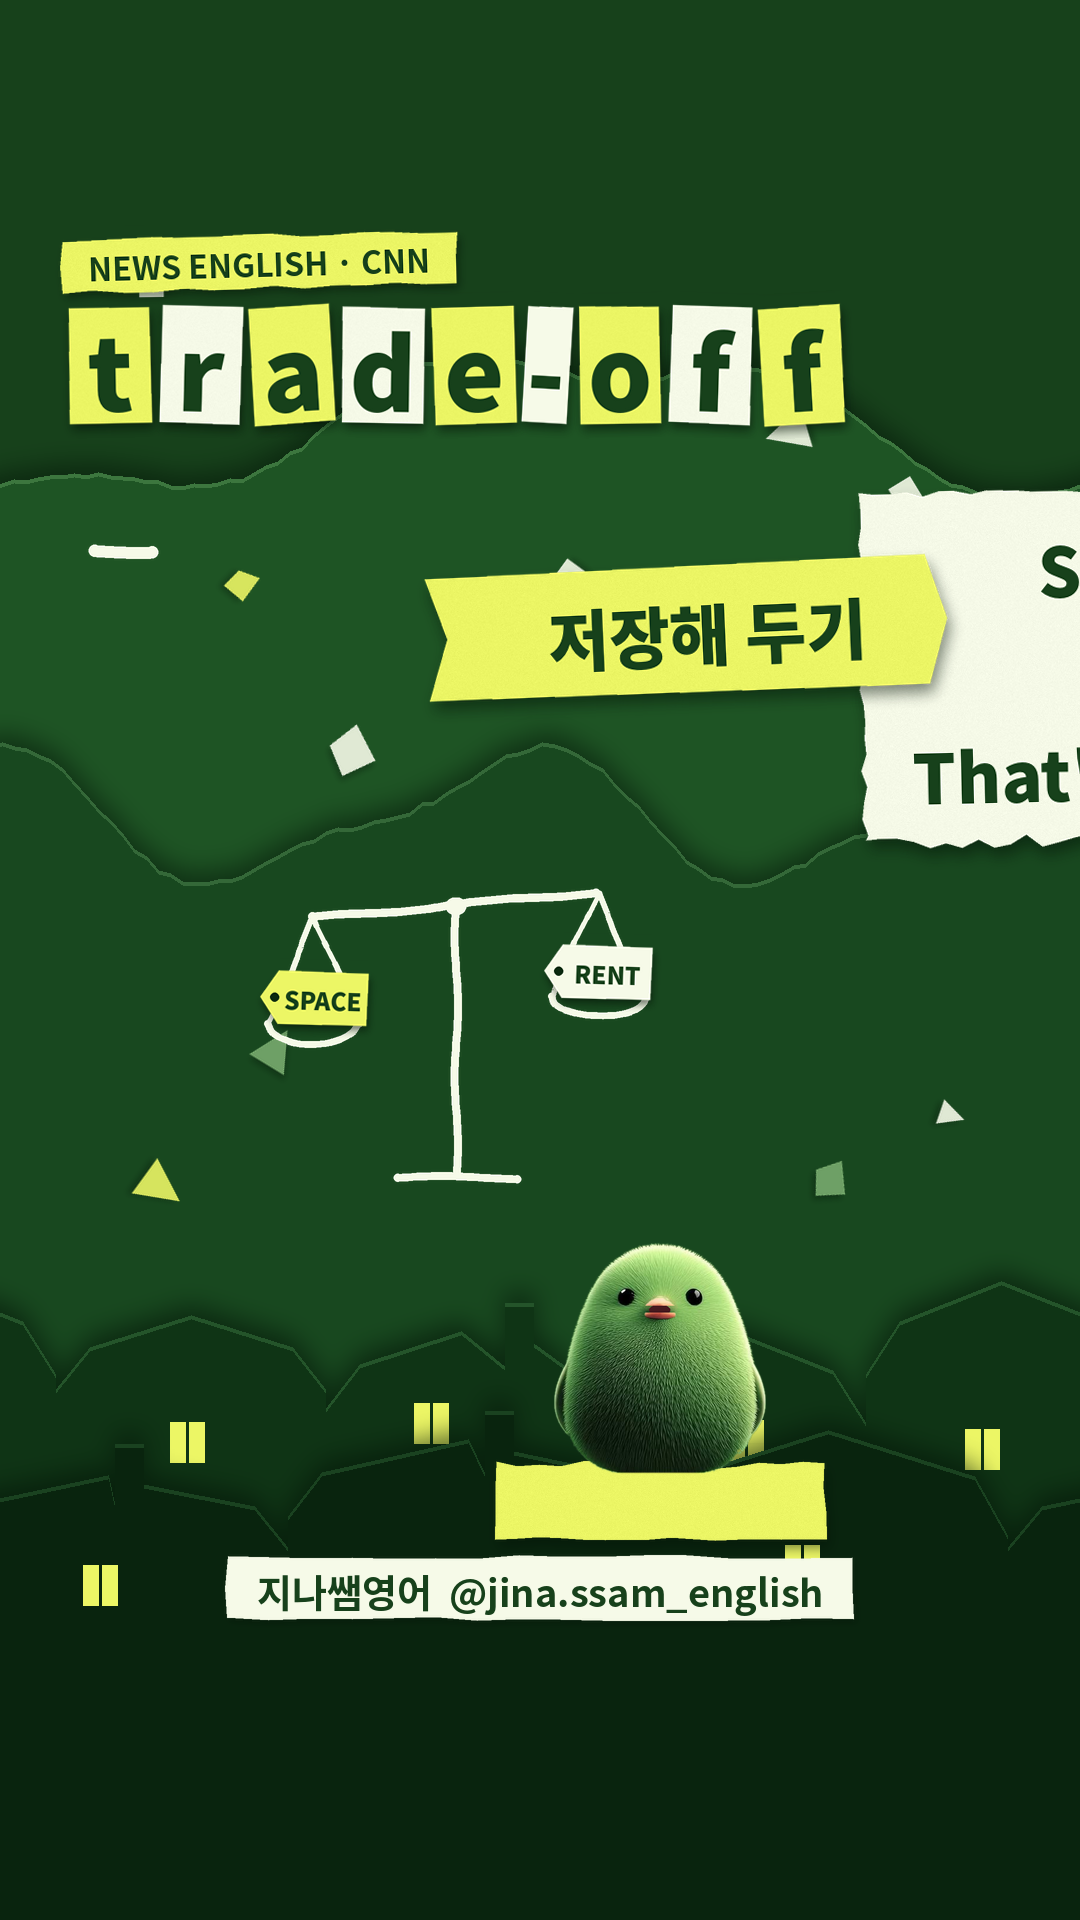 NEWS ENGLISH · CNN
trade-off
저장해 두기
That'
SPACE
RENT
지나쌤영어 @jina.ssam_english